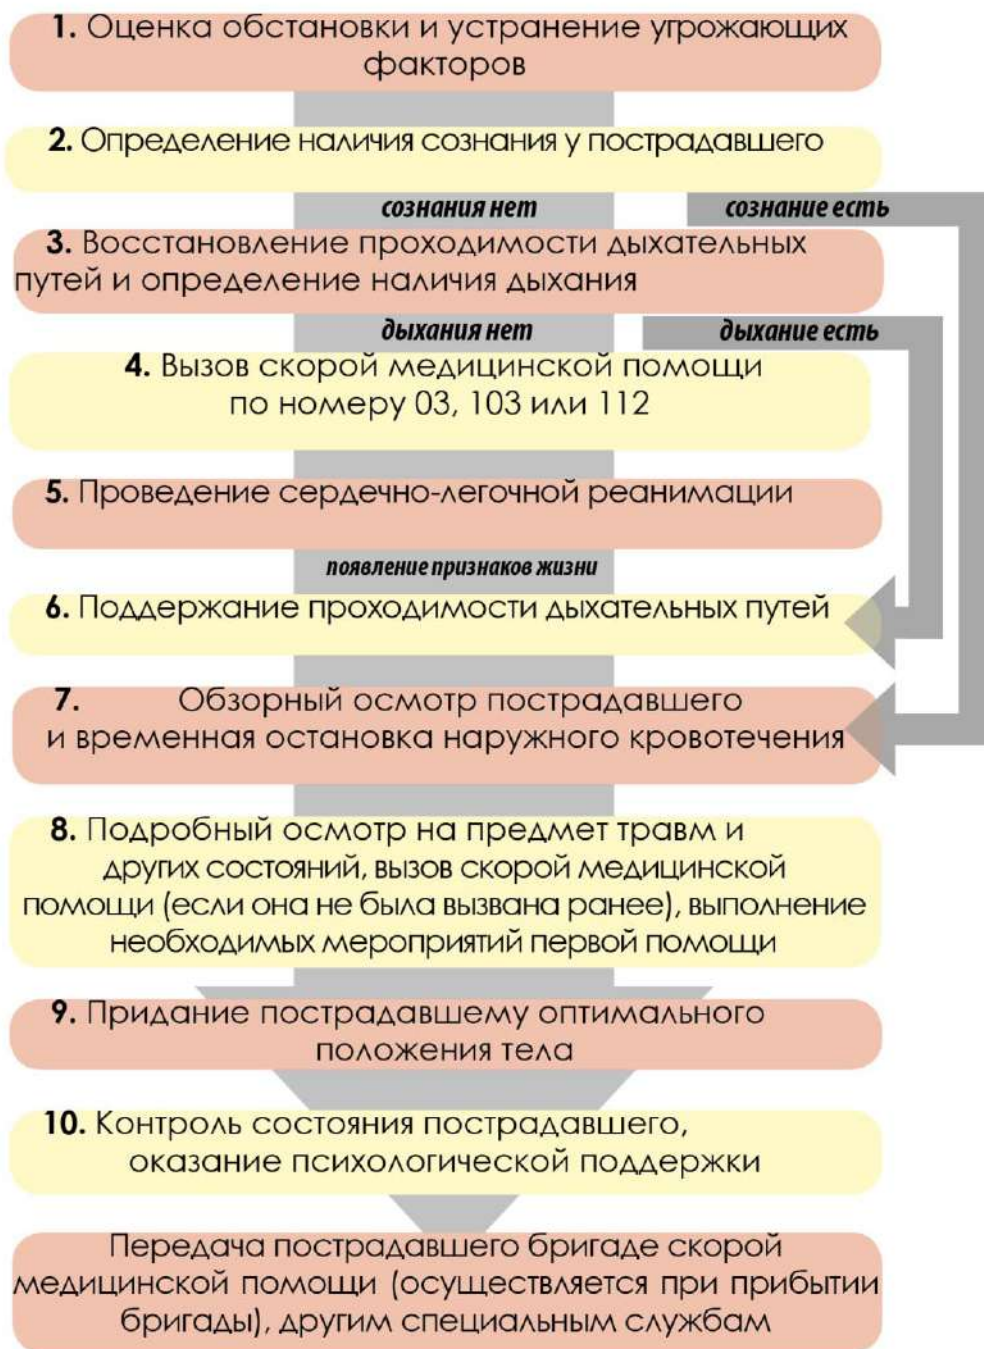 1. Оценка обстановки и устранение угрожающих
факторов
2. Определение наличия сознания у пострадавшего
сознания нет
сознание есть
3. Восстановление проходимости дыхательных
путей и определение наличия дыхания
дыхания нет
дыхание есть
4. Вызов скорой медицинской помощи
по номеру 03, 103 или 112
5. Проведение сердечно-легочной реанимации
появление признаков жизни
6. Поддержание проходимости дыхательных путей
7. Обзорный осмотр пострадавшего
и временная остановка наружного кровотечения
8. Подробный осмотр на предмет травм и
других состояний, вызов скорой медицинской
помощи (если она не была вызвана ранее), выполнение
необходимых мероприятий первой помощи
9. Придание пострадавшему оптимального
положения тела
10. Контроль состояния пострадавшего,
оказание психологической поддержки
Передача пострадавшего бригаде скорой
медицинской помощи (осуществляется при прибытии
бригады), другим специальным службам